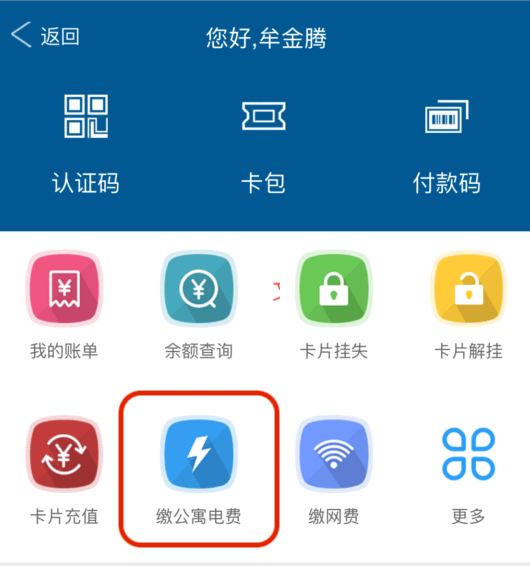 返回
您好,牟金腾
认证码
卡包
付款码
我的账单
余额查询
卡片挂失
卡片解挂
卡片充值
缴公寓电费
缴网费
更多